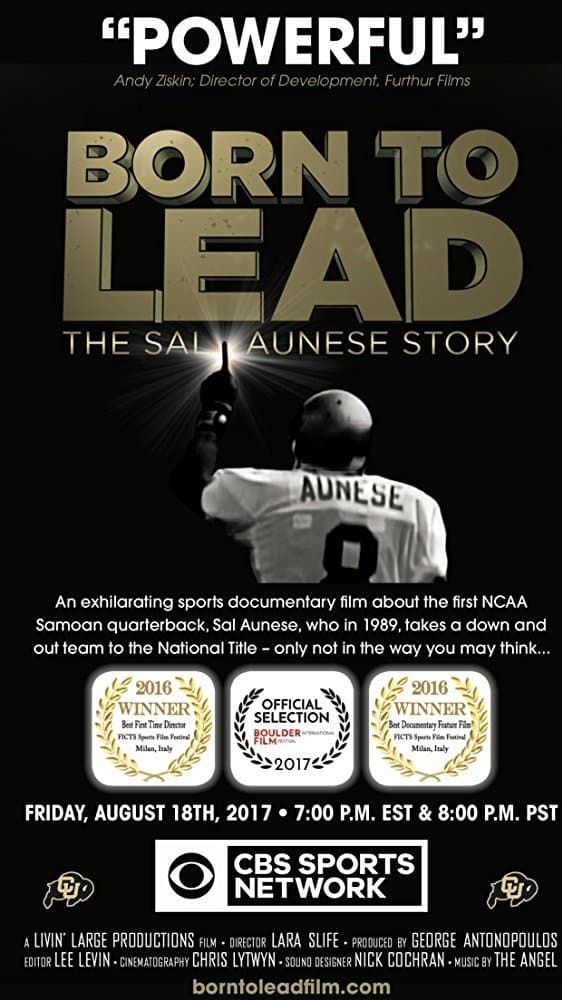 “POWERFUL”
Andy Ziskin; Director of Development, Furthur Films
BORN TO
LEAD
THE SAL AUNESE STORY
AUNESE
8
An exhilarating sports documentary film about the first NCAA
Samoan quarterback, Sal Aunese, who in 1989, takes a down and
out team to the National Title – only not in the way you may think...
2016
WINNER
Best First Time Director
FICTS Sports Film Festival
Milan, Italy
OFFICIAL
SELECTION
BOULDER INTERNATIONAL
FILM FESTIVAL
2017
2016
WINNER
Best Documentary Feature Film
FICTS Sports Film Festival
Milan, Italy
FRIDAY, AUGUST 18TH, 2017 • 7:00 P.M. EST & 8:00 P.M. PST
CBS SPORTS
NETWORK
CU
CU
A LIVIN’ LARGE PRODUCTIONS FILM • DIRECTOR LARA SLIFE • PRODUCED BY GEORGE ANTONOPOULOS
EDITOR LEE LEVIN • CINEMATOGRAPHY CHRIS LYTWYN • SOUND DESIGNER NICK COCHRAN • MUSIC BY THE ANGEL
borntoleadfilm.com